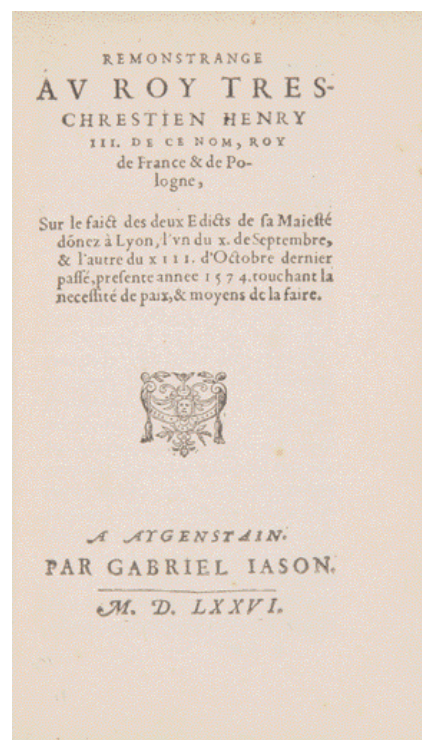 REMONSTRANGE
AV ROY TRES-
CHRESTIEN HENRY
III. DE CE NOM, ROY
de France & de Po-
logne,
Sur le faict des deux Edicts de ſa Maieſté
dõnez à Lyon, l'vn du x. de Septembre,
& l'autre du XIII. d'Octobre dernier
paſſé, preſente annee 1574. touchant la
neceſſité de paix, & moyens de la faire.
A AYGENSTAIN.
PAR GABRIEL IASON.
M. D. LXXVI.